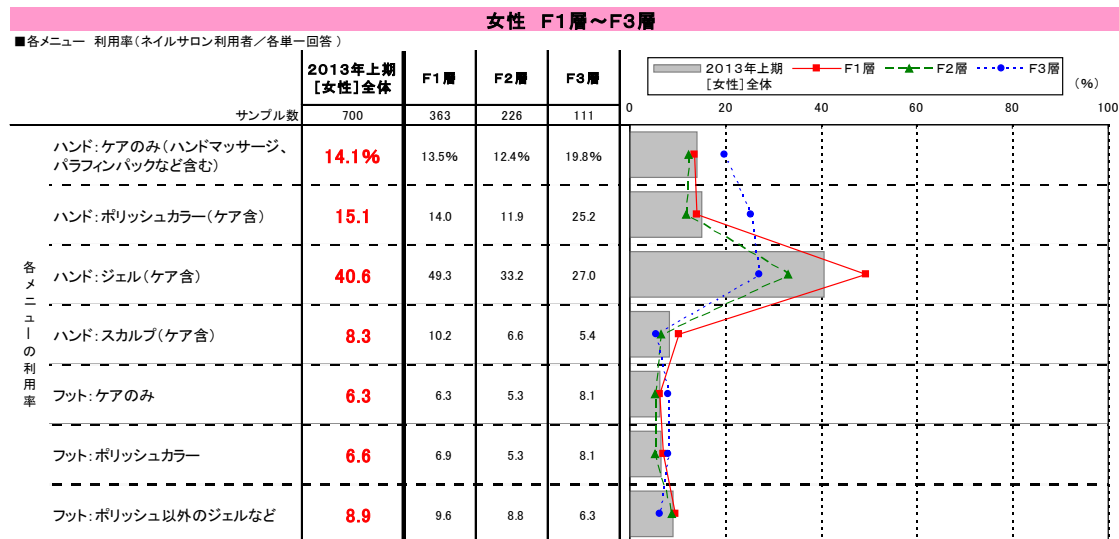 女性 F1層～F3層
■各メニュー 利用率（ネイルサロン利用者／各単一回答）
2013年上期
[女性]全体
F1層
F2層
F3層
サンプル数 700 363 226 111
2013年上期
[女性]全体
F1層
F2層
F3層
（%）
0 20 40 60 80 100
各メニューの利用率
ハンド：ケアのみ（ハンドマッサージ、
パラフィンパックなど含む）
14.1% 13.5% 12.4% 19.8%
ハンド：ポリッシュカラー（ケア含） 15.1 14.0 11.9 25.2
ハンド：ジェル（ケア含） 40.6 49.3 33.2 27.0
ハンド：スカルプ（ケア含） 8.3 10.2 6.6 5.4
フット：ケアのみ 6.3 6.3 5.3 8.1
フット：ポリッシュカラー 6.6 6.9 5.3 8.1
フット：ポリッシュ以外のジェルなど 8.9 9.6 8.8 6.3